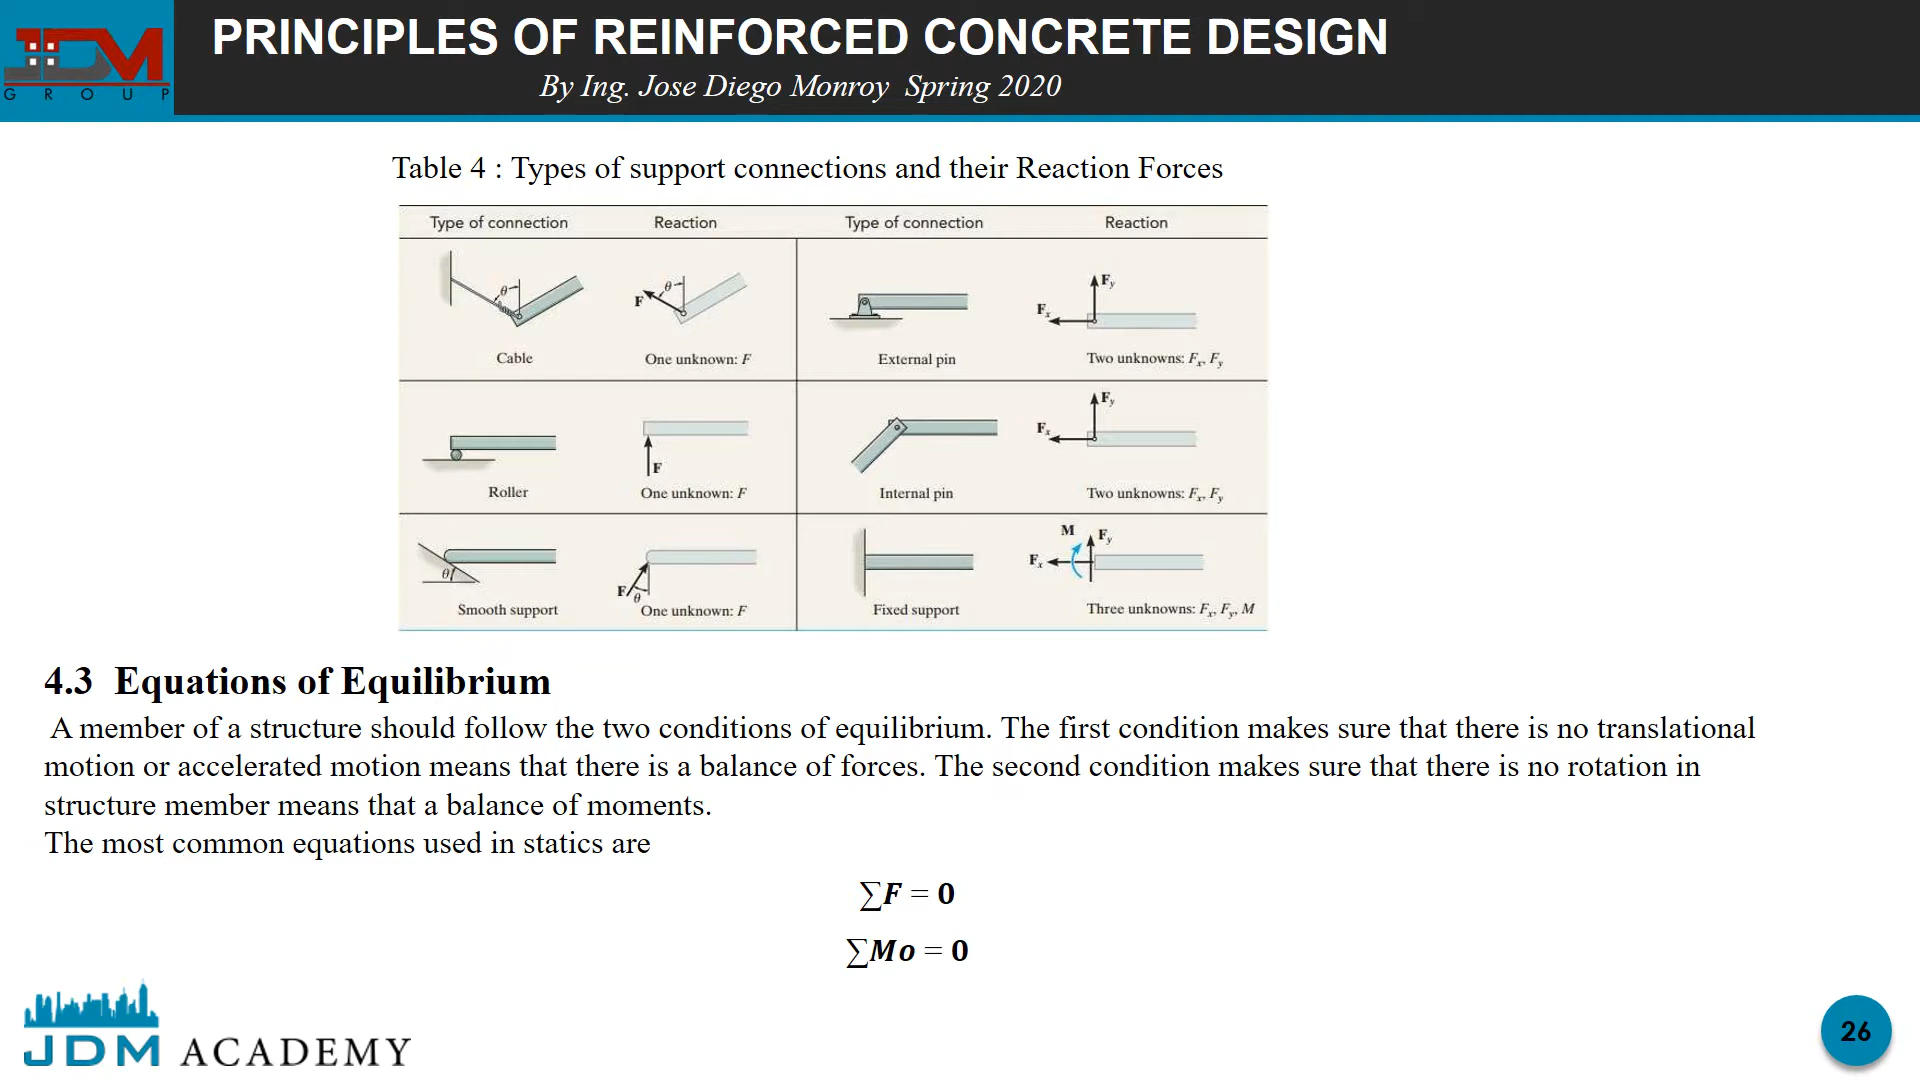 JDM
GROUP
PRINCIPLES OF REINFORCED CONCRETE DESIGN
By Ing. Jose Diego Monroy Spring 2020
Table 4 : Types of support connections and their Reaction Forces
Type of connection Reaction Type of connection Reaction
θ θ F Fy Fx
Cable One unknown: F External pin Two unknowns: Fx, Fy
F Fy Fx
Roller One unknown: F Internal pin Two unknowns: Fx, Fy
θ F θ M Fy Fx
Smooth support One unknown: F Fixed support Three unknowns: Fx, Fy, M
4.3 Equations of Equilibrium
A member of a structure should follow the two conditions of equilibrium. The first condition makes sure that there is no translational
motion or accelerated motion means that there is a balance of forces. The second condition makes sure that there is no rotation in
structure member means that a balance of moments.
The most common equations used in statics are
∑F = 0
∑Mo = 0
JDM ACADEMY
26